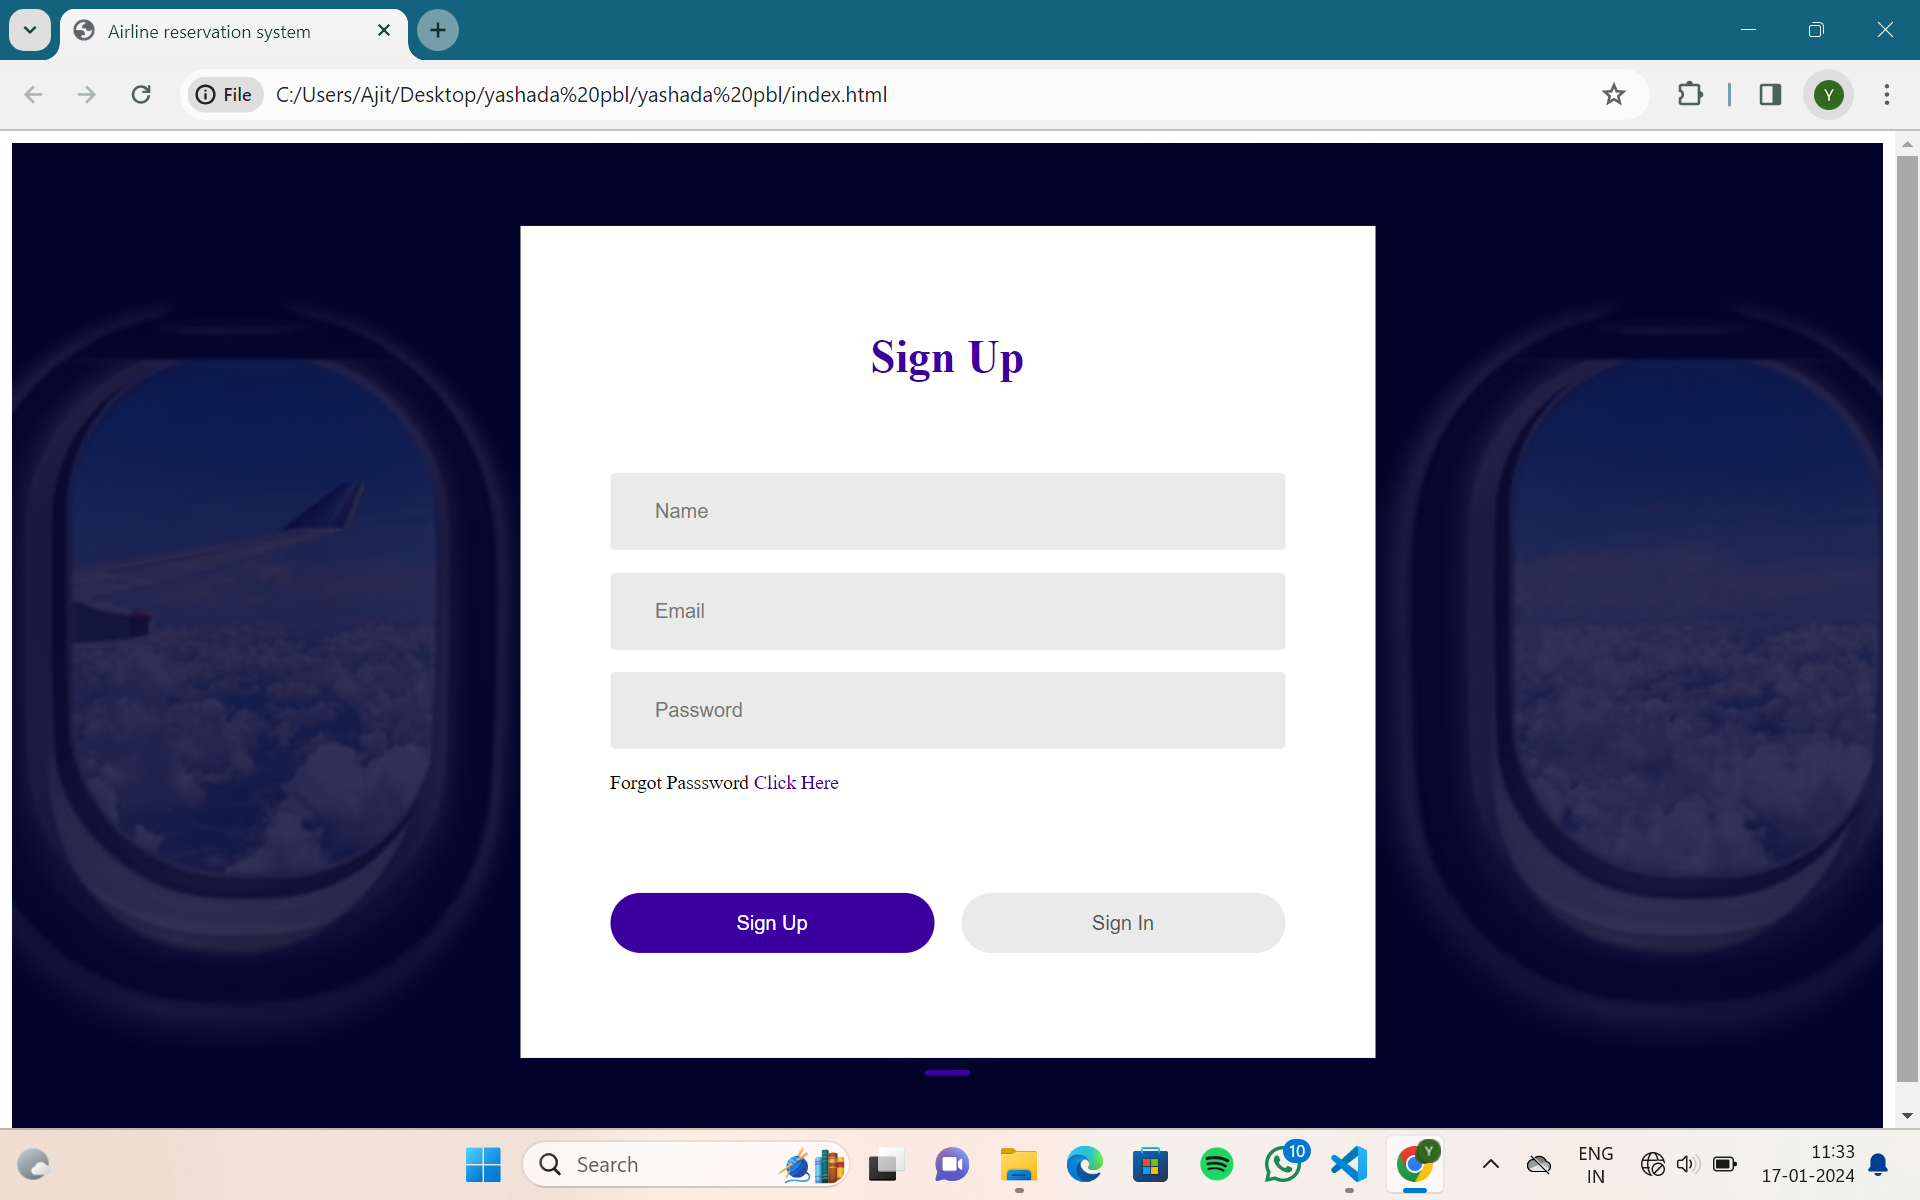 Airline reservation system
File C:/Users/Ajit/Desktop/yashada%20pbl/yashada%20pbl/index.html
Y
Sign Up
Name
Email
Password
Forgot Passsword Click Here
Sign Up Sign In
Search
10
Y
ENG
IN
11:33
17-01-2024